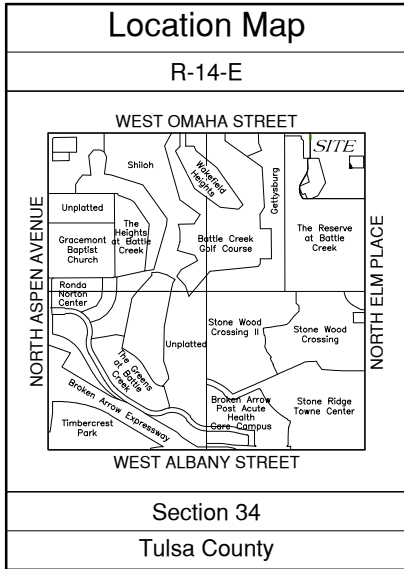 Location Map
R-14-E
WEST OMAHA STREET
SITE
Shiloh
Wakefield
Heights
Gettysburg
NORTH ASPEN AVENUE
Unplatted
The
Heights
at Battle
Creek
Gracemont
Baptist
Church
Battle Creek
Golf Course
The Reserve
at Battle
Creek
NORTH ELM PLACE
Ronda
Norton
Center
Unplatted
Stone Wood
Crossing II
Stone Wood
Crossing
The Greens
at Battle
Creek
Broken Arrow Expressway
Timbercrest
Park
Broken Arrow
Post Acute
Health
Care Campus
Stone Ridge
Towne Center
WEST ALBANY STREET
Section 34
Tulsa County